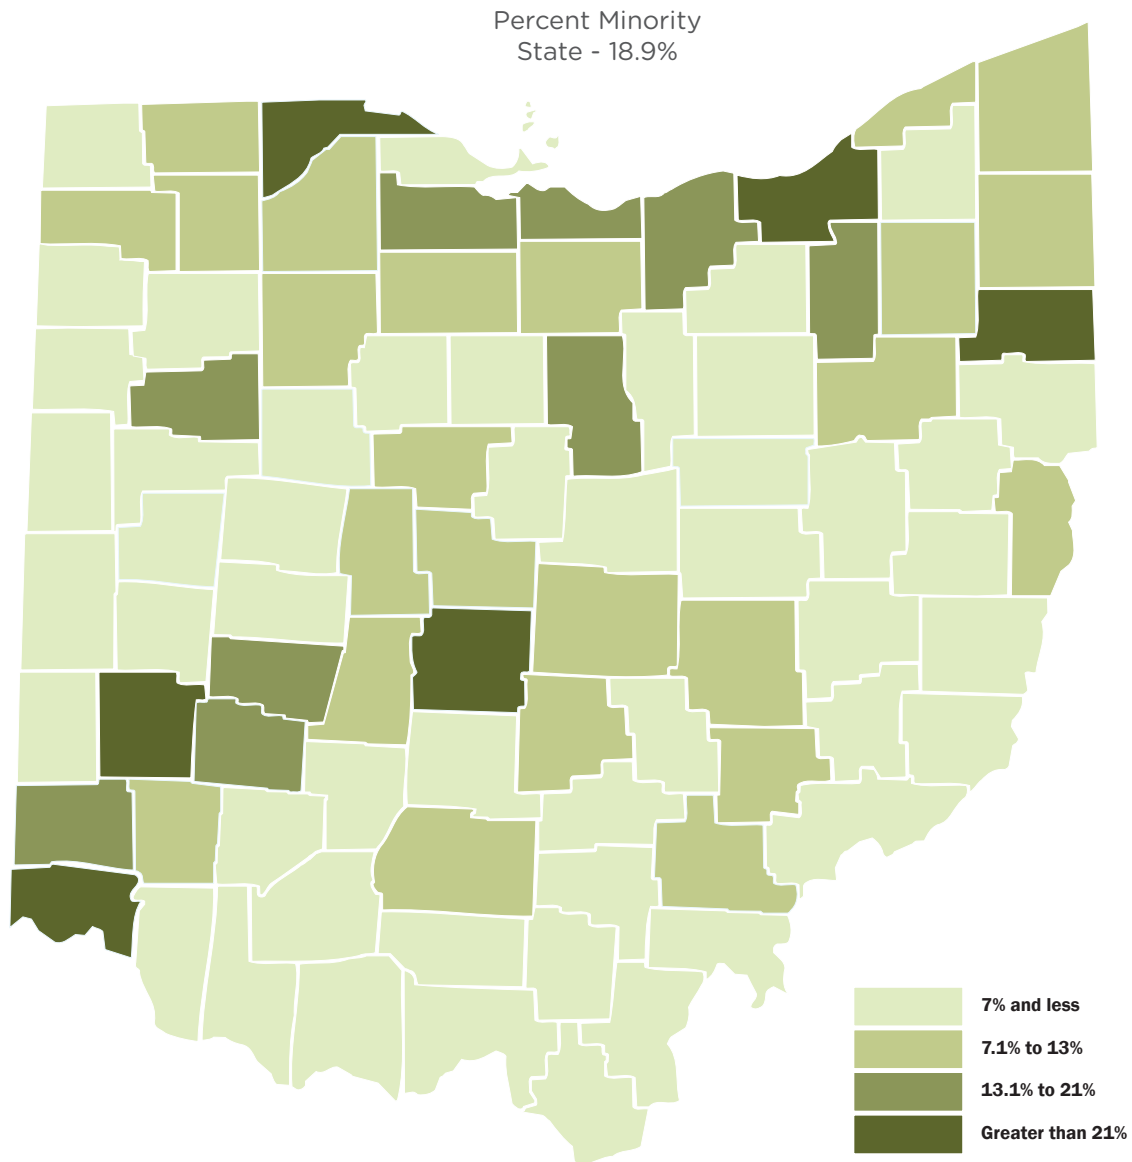 Percent Minority
State - 18.9%
7% and less
7.1% to 13%
13.1% to 21%
Greater than 21%